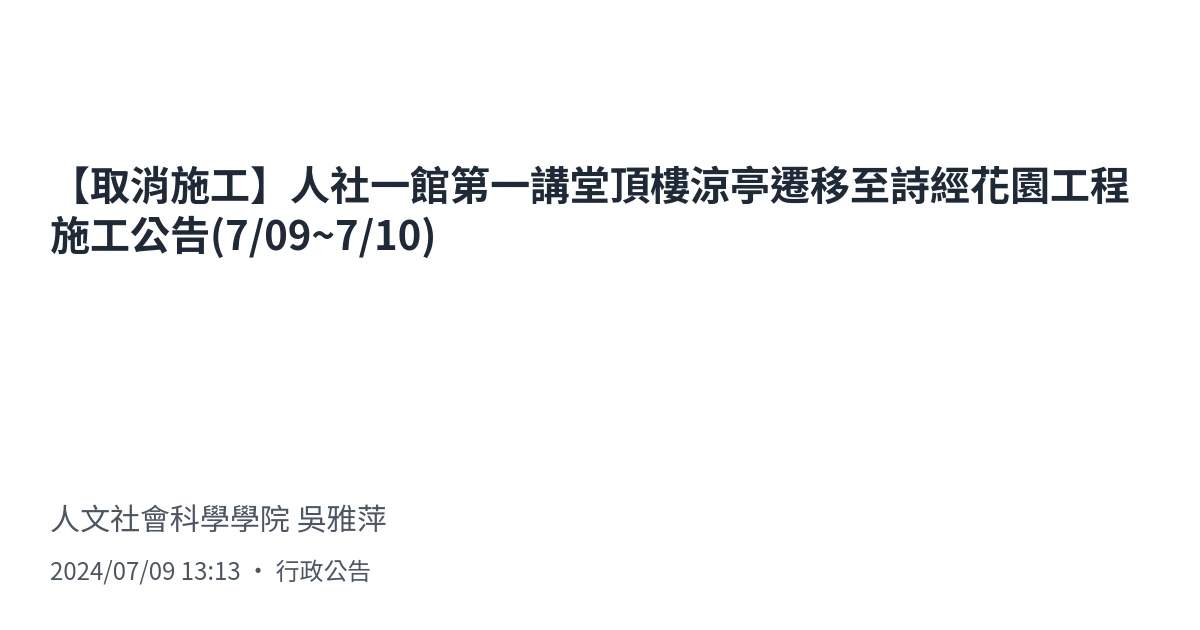 【取消施工】人社一館第一講堂頂樓涼亭遷移至詩經花園工程
施工公告(7/09~7/10)
人文社會科學學院 吳雅萍
2024/07/09 13:13 • 行政公告